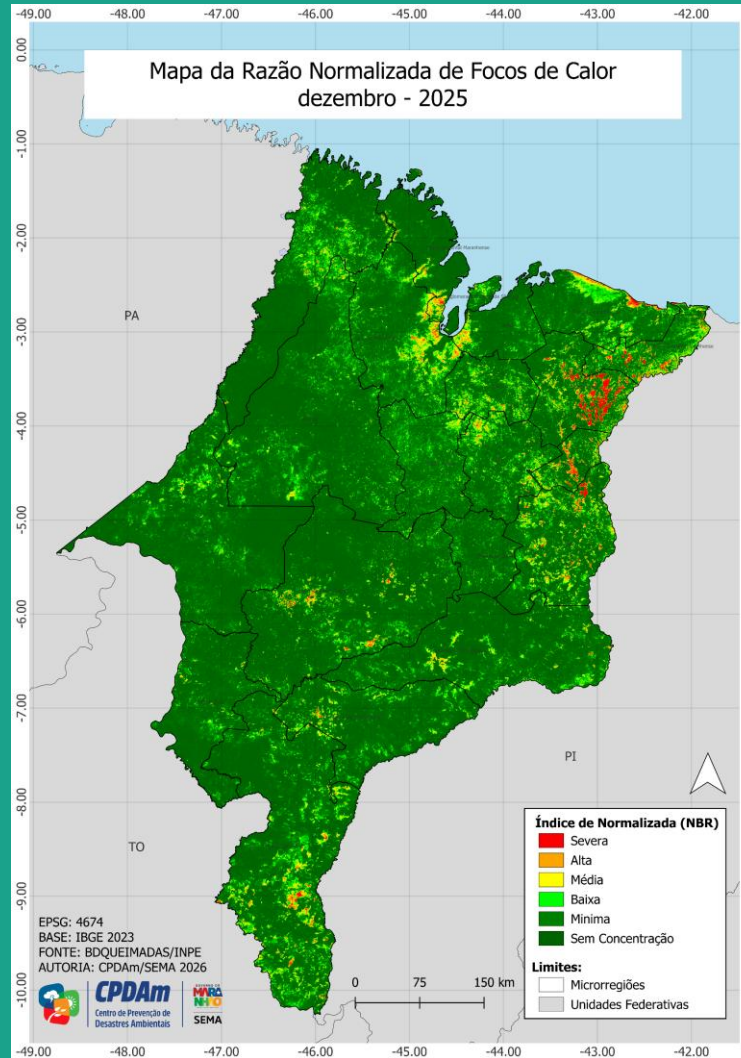 -49.00 -48.00 -47.00 -46.00 -45.00 -44.00 -43.00 -42.00
Mapa da Razão Normalizada de Focos de Calor
dezembro - 2025
0.00
-1.00
-2.00
-3.00
-4.00
-5.00
-6.00
-7.00
-8.00
-9.00
-10.00
PA
PI
TO
Índice de Normalizada (NBR)
Severa
Alta
Média
Baixa
Minima
Sem Concentração
Limites:
Microrregiões
Unidades Federativas
EPSG: 4674
BASE: IBGE 2023
FONTE: BDQUEIMADAS/INPE
AUTORIA: CPDAm/SEMA 2026
CPDAm
Centro de Prevenção de
Desastres Ambientais
GOVERNO DO
MARA
NHÃO
SEMA
0 75 150 km
-49.00 -48.00 -47.00 -46.00 -45.00 -44.00 -43.00 -42.00